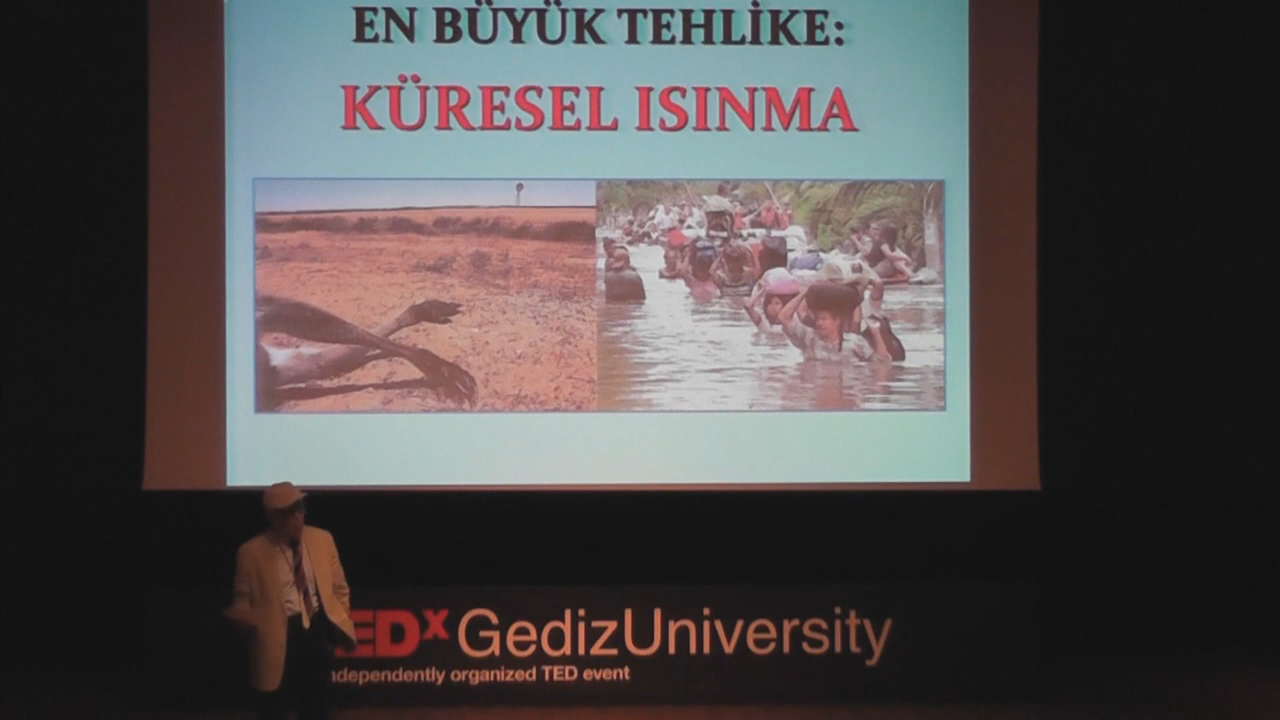 EN BÜYÜK TEHLİKE:
KÜRESEL ISINMA
EDx GedizUniversity
ndependently organized TED event